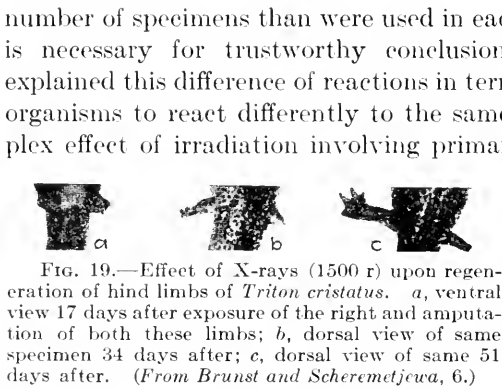 number of specimens than were used in eac
is necessary for trustworthy conclusion
explained this difference of reactions in ter
organisms to react differently to the same
plex effect of irradiation involving prima
a b c
FIG. 19.—Effect of X-rays (1500 r) upon regen-
eration of hind limbs of Triton cristatus. a, ventral
view 17 days after exposure of the right and amputa-
tion of both these limbs; b, dorsal view of same
specimen 34 days after; c, dorsal view of same 51
days after. (From Brunst and Scheremetjewa, 6.)